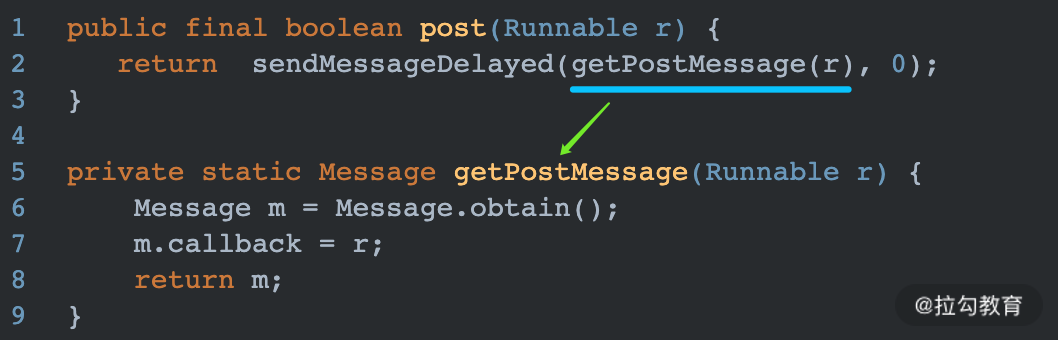 1 public final boolean post(Runnable r) {
2 return sendMessageDelayed(getPostMessage(r), 0);
3 }
4
5 private static Message getPostMessage(Runnable r) {
6 Message m = Message.obtain();
7 m.callback = r;
8 return m;
9 }
@拉勾教育